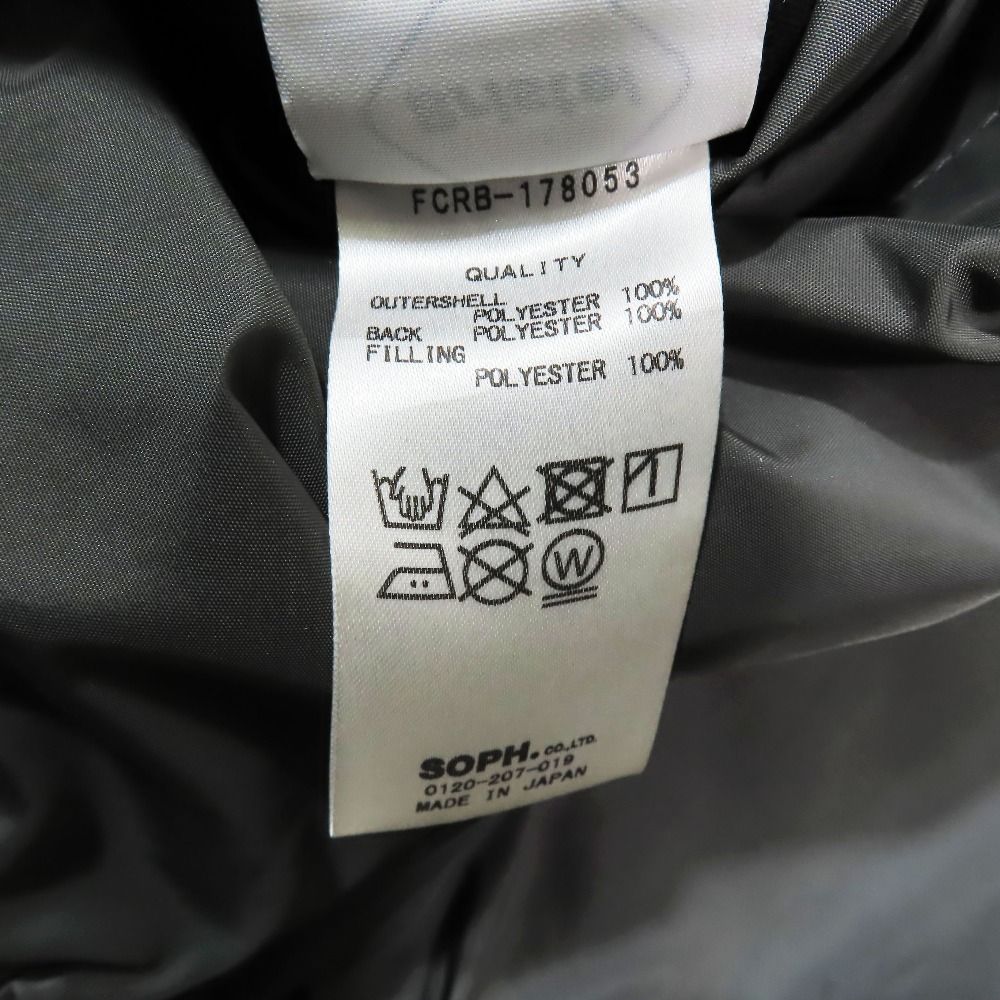 FCRB-178053
QUALITY
OUTERSHELL
POLYESTER 100%
BACK POLYESTER 100%
FILLING
POLYESTER 100%
W
SOPH. CO.,LTD.
0120-207-019
MADE IN JAPAN